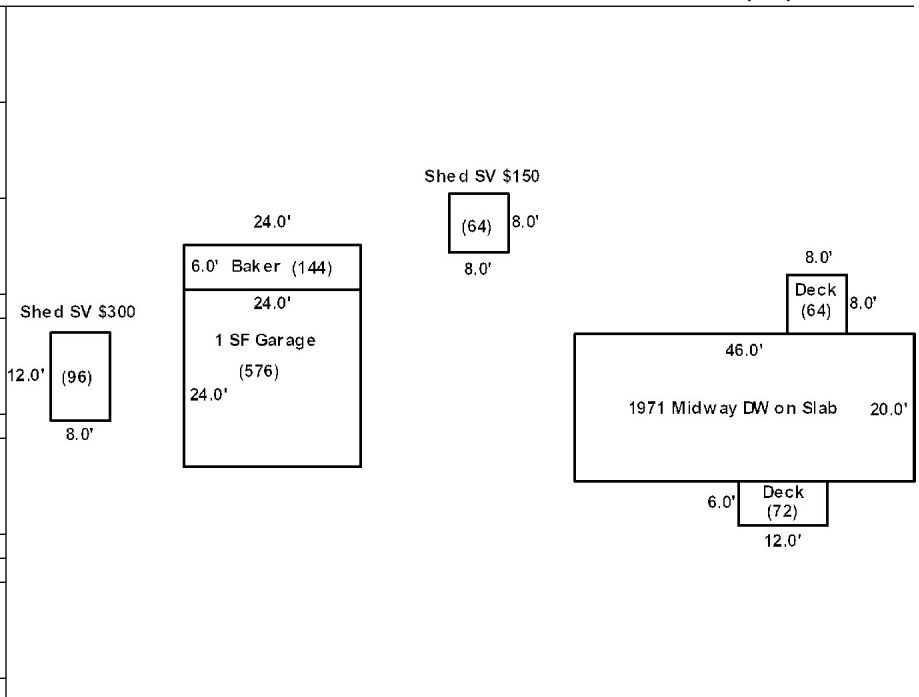 Shed SV $150
(64) 8.0'
8.0'
24.0'
6.0' Baker (144)
24.0'
1 SF Garage
(576)
24.0'
Shed SV $300
12.0' (96)
8.0'
8.0'
Deck
(64) 8.0'
46.0'
1971 Midway DW on Slab 20.0'
6.0' Deck
(72)
12.0'